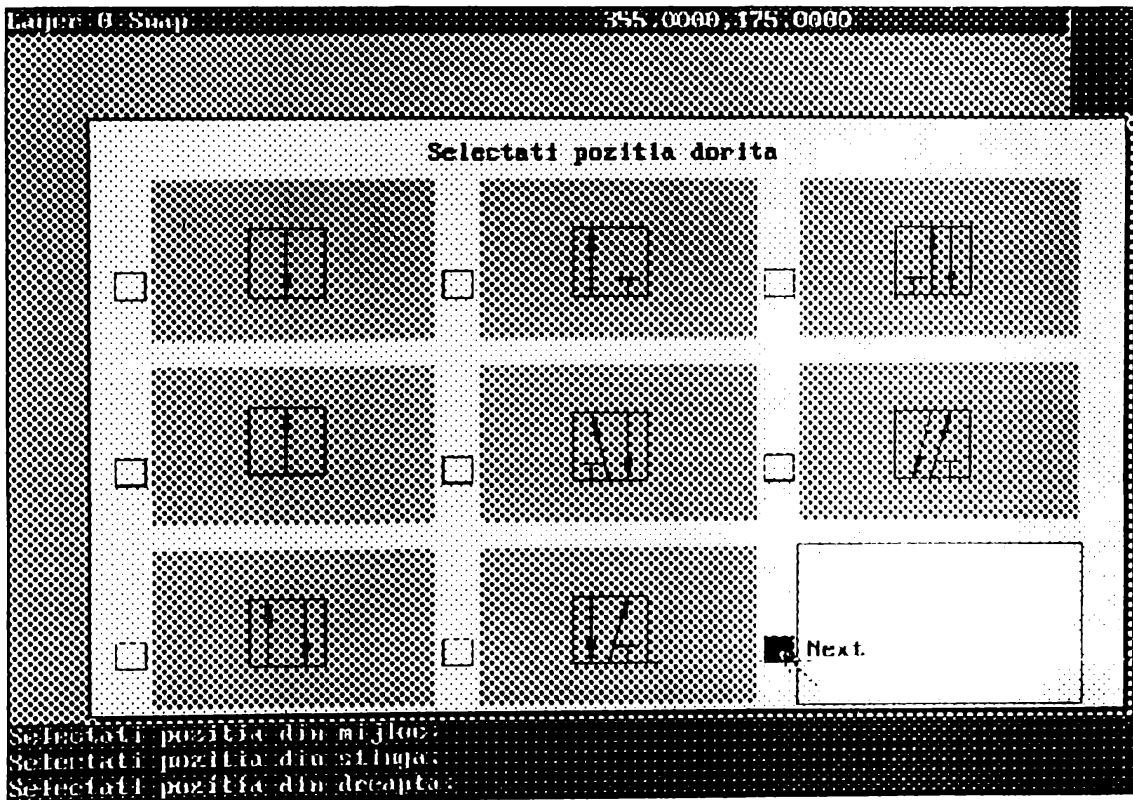 Layer 0 Snap 355.0000,175.0000
Selectati pozitia dorita
Next
Selectati pozitia din mijloc:
Selectati pozitia din stinga:
Selectati pozitia din dreapta: